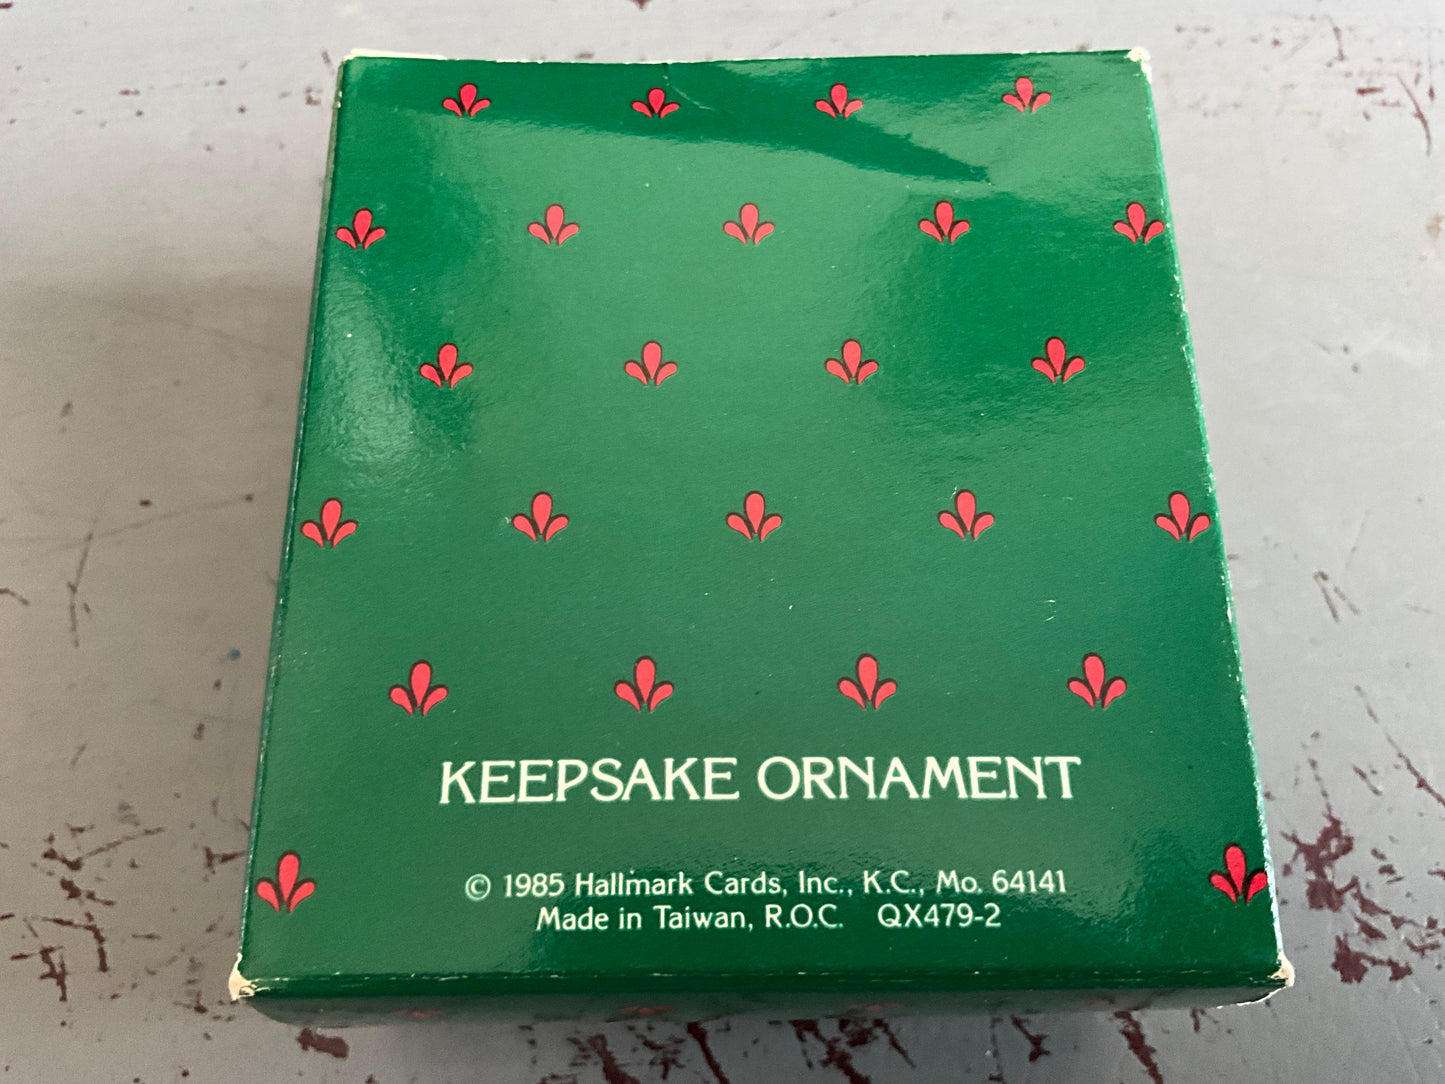 KEEPSAKE ORNAMENT
© 1985 Hallmark Cards, Inc., K.C., Mo. 64141
Made in Taiwan, R.O.C. QX479-2